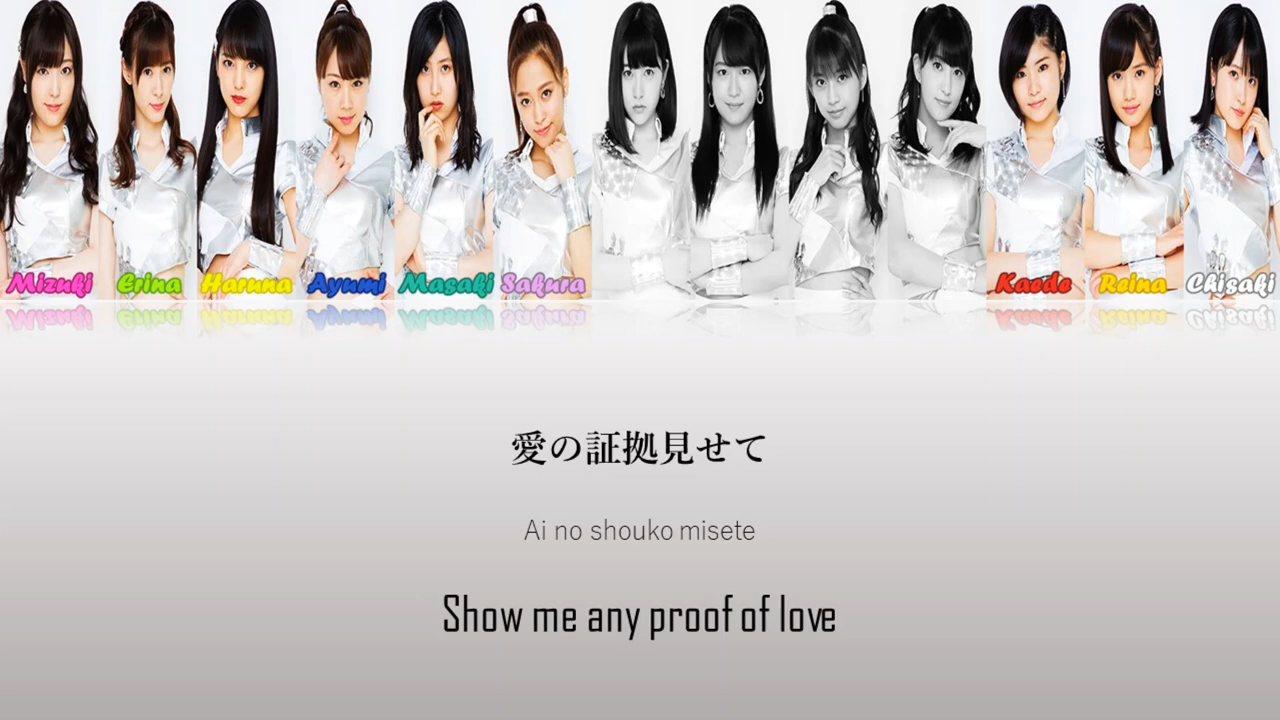 Mizuki Erina Haruna Ayumi Masaki Sakura Kaede Reina Chisaki
愛の証拠見せて
Ai no shouko misete
Show me any proof of love